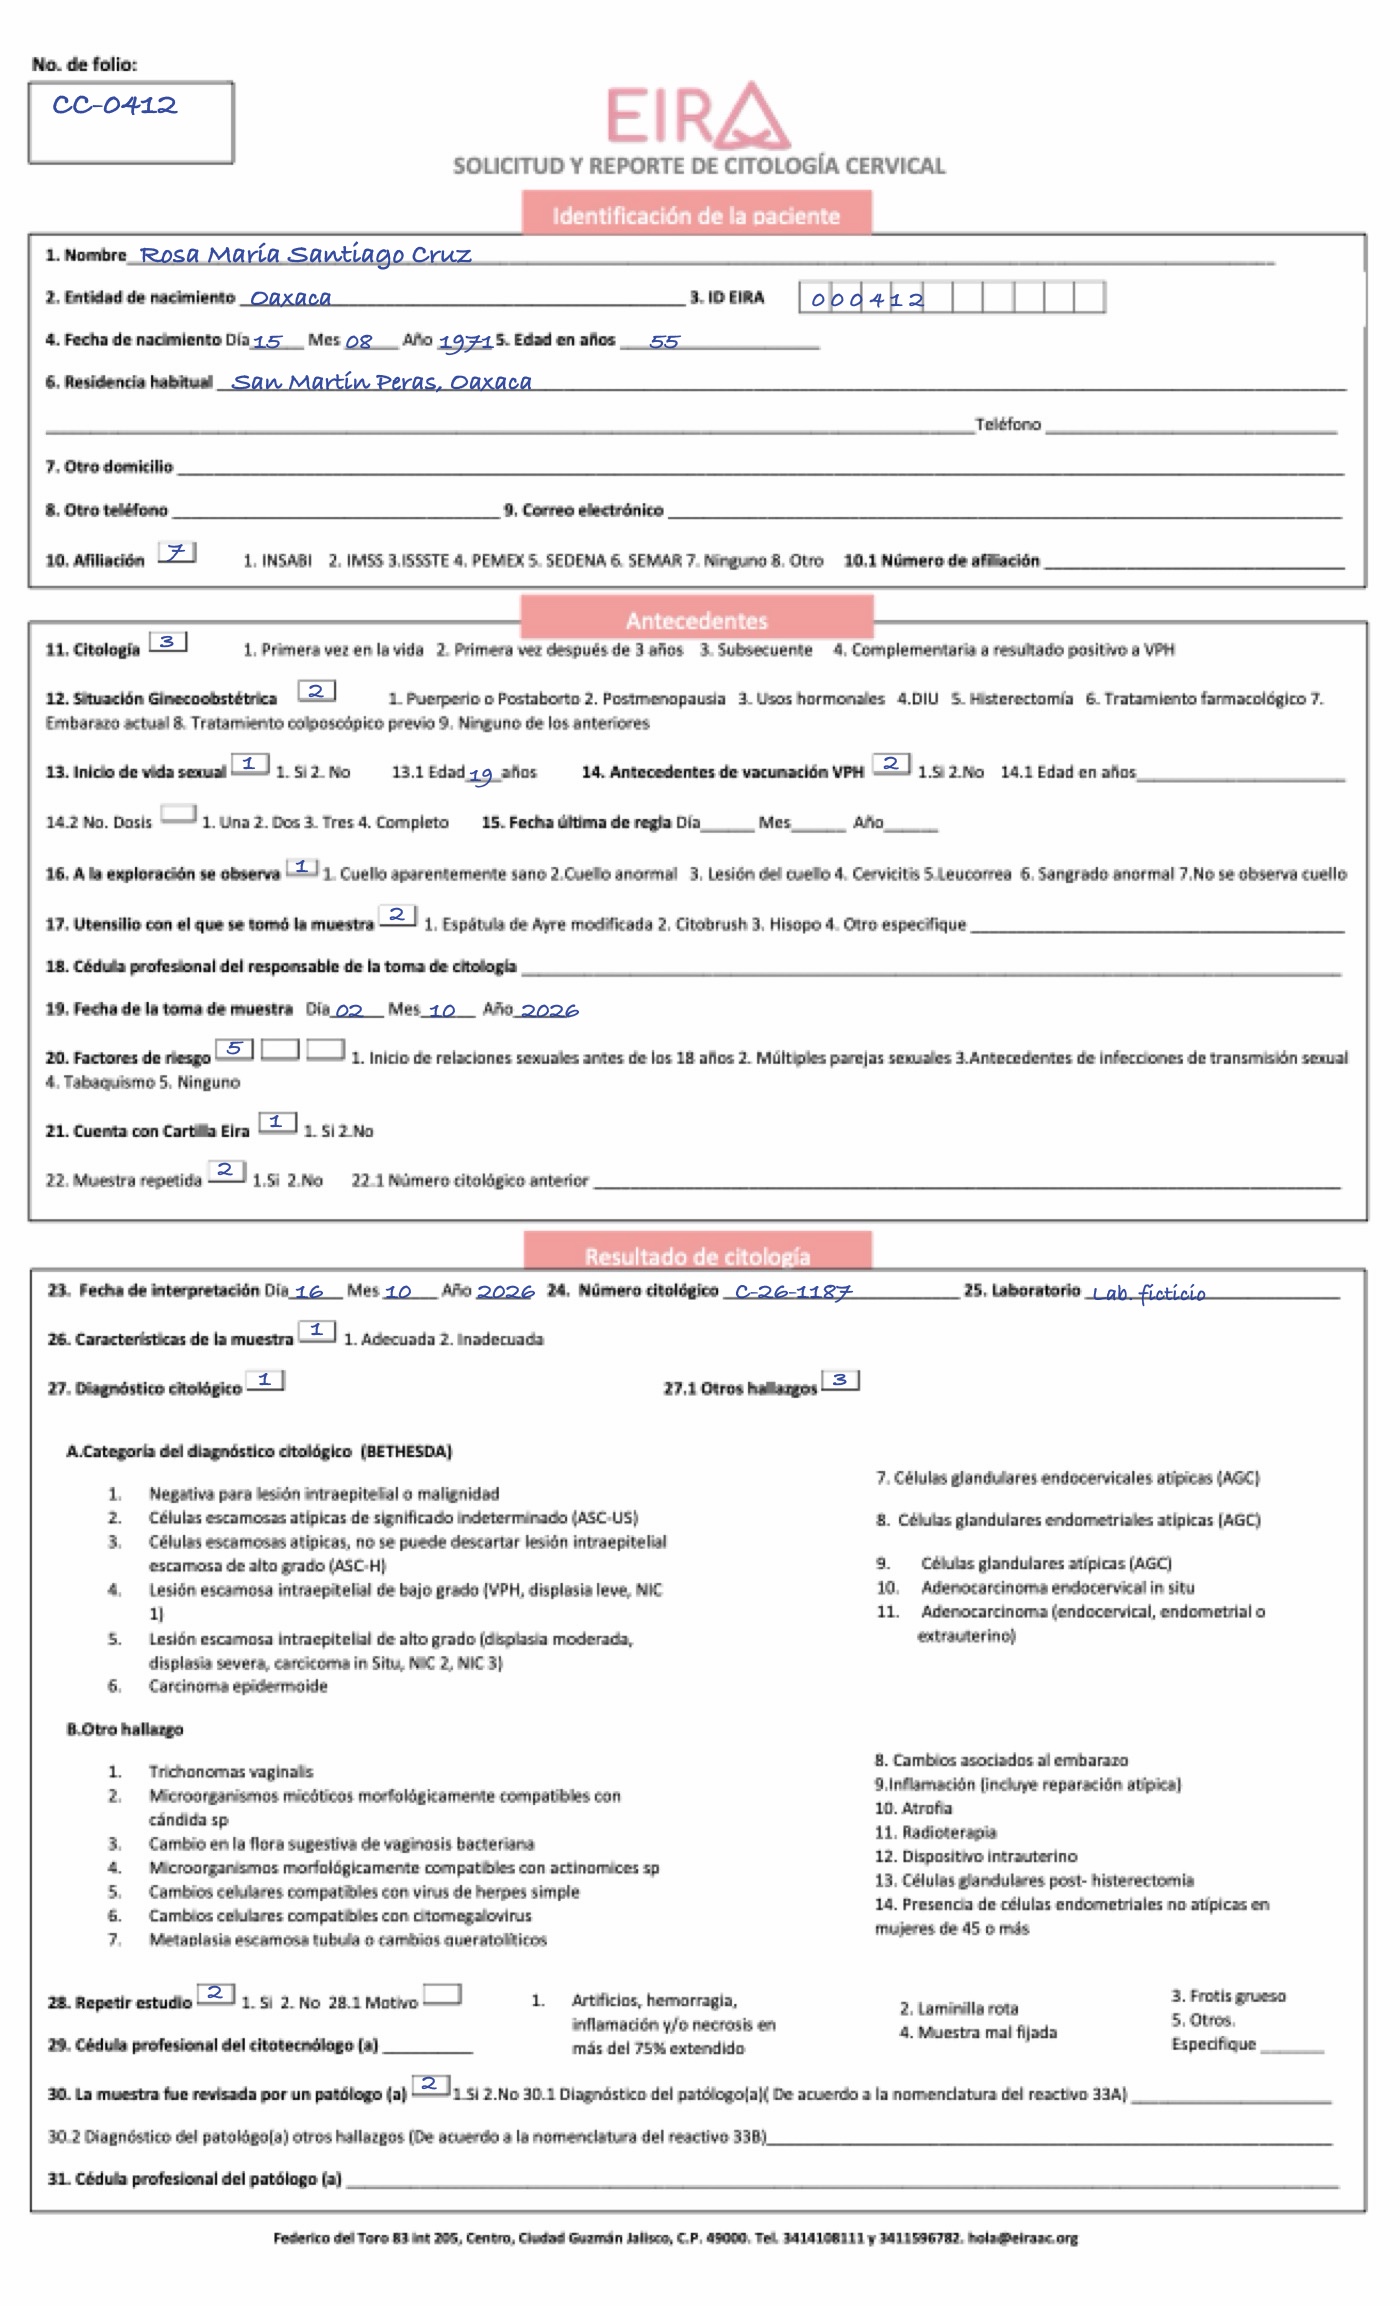 No. de folio:
CC-0412
EIRA
SOLICITUD Y REPORTE DE CITOLOGÍA CERVICAL
Identificación de la paciente
1. Nombre Rosa María Santiago Cruz
2. Entidad de nacimiento Oaxaca 3. ID EIRA 000412
4. Fecha de nacimiento Día 15 Mes 08 Año 1971 5. Edad en años 55
6. Residencia habitual San Martín Peras, Oaxaca
Teléfono
7. Otro domicilio
8. Otro teléfono 9. Correo electrónico
10. Afiliación 7 1. INSABI 2. IMSS 3.ISSSTE 4. PEMEX 5. SEDENA 6. SEMAR 7. Ninguno 8. Otro 10.1 Número de afiliación
Antecedentes
11. Citología 3 1. Primera vez en la vida 2. Primera vez después de 3 años 3. Subsecuente 4. Complementaria a resultado positivo a VPH
12. Situación Ginecoobstétrica 2 1. Puerperio o Postaborto 2. Postmenopausia 3. Usos hormonales 4.DIU 5. Histerectomía 6. Tratamiento farmacológico 7.
Embarazo actual 8. Tratamiento colposcópico previo 9. Ninguno de los anteriores
13. Inicio de vida sexual 1 1. Si 2. No 13.1 Edad 19 años 14. Antecedentes de vacunación VPH 2 1.Si 2.No 14.1 Edad en años
14.2 No. Dosis 1. Una 2. Dos 3. Tres 4. Completo 15. Fecha última de regla Día Mes Año
16. A la exploración se observa 1 1. Cuello aparentemente sano 2.Cuello anormal 3. Lesión del cuello 4. Cervicitis 5.Leucorrea 6. Sangrado anormal 7.No se observa cuello
17. Utensilio con el que se tomó la muestra 2 1. Espátula de Ayre modificada 2. Citobrush 3. Hisopo 4. Otro especifique
18. Cédula profesional del responsable de la toma de citología
19. Fecha de la toma de muestra Día 02 Mes 10 Año 2026
20. Factores de riesgo 5 1. Inicio de relaciones sexuales antes de los 18 años 2. Múltiples parejas sexuales 3.Antecedentes de infecciones de transmisión sexual
4. Tabaquismo 5. Ninguno
21. Cuenta con Cartilla Eira 1 1. Si 2.No
22. Muestra repetida 2 1.Si 2.No 22.1 Número citológico anterior
Resultado de citología
23. Fecha de interpretación Día 16 Mes 10 Año 2026 24. Número citológico C-26-1187 25. Laboratorio Lab. ficticio
26. Características de la muestra 1 1. Adecuada 2. Inadecuada
27. Diagnóstico citológico 1 27.1 Otros hallazgos 3
A.Categoría del diagnóstico citológico (BETHESDA)
1. Negativa para lesión intraepitelial o malignidad
2. Células escamosas atípicas de significado indeterminado (ASC-US)
3. Células escamosas atípicas, no se puede descartar lesión intraepitelial
escamosa de alto grado (ASC-H)
4. Lesión escamosa intraepitelial de bajo grado (VPH, displasia leve, NIC
1)
5. Lesión escamosa intraepitelial de alto grado (displasia moderada,
displasia severa, carcicoma in Situ, NIC 2, NIC 3)
6. Carcinoma epidermoide
7. Células glandulares endocervicales atípicas (AGC)
8. Células glandulares endometriales atípicas (AGC)
9. Células glandulares atípicas (AGC)
10. Adenocarcinoma endocervical in situ
11. Adenocarcinoma (endocervical, endometrial o
extrauterino)
B.Otro hallazgo
1. Trichonomas vaginalis
2. Microorganismos micóticos morfológicamente compatibles con
cándida sp
3. Cambio en la flora sugestiva de vaginosis bacteriana
4. Microorganismos morfológicamente compatibles con actinomices sp
5. Cambios celulares compatibles con virus de herpes simple
6. Cambios celulares compatibles con citomegalovirus
7. Metaplasia escamosa tubula o cambios queratolíticos
8. Cambios asociados al embarazo
9.Inflamación (incluye reparación atípica)
10. Atrofia
11. Radioterapia
12. Dispositivo intrauterino
13. Células glandulares post- histerectomia
14. Presencia de células endometriales no atípicas en
mujeres de 45 o más
28. Repetir estudio 2 1. Si 2. No 28.1 Motivo
1. Artificios, hemorragia,
inflamación y/o necrosis en
más del 75% extendido
2. Laminilla rota
4. Muestra mal fijada
3. Frotis grueso
5. Otros.
Especifique
29. Cédula profesional del citotecnólogo (a)
30. La muestra fue revisada por un patólogo (a) 2 1.Si 2.No 30.1 Diagnóstico del patólogo(a)( De acuerdo a la nomenclatura del reactivo 33A)
30.2 Diagnóstico del patológo(a) otros hallazgos (De acuerdo a la nomenclatura del reactivo 33B)
31. Cédula profesional del patólogo (a)
Federico del Toro 83 int 205, Centro, Ciudad Guzmán Jalisco, C.P. 49000. Tel. 3414108111 y 3411596782. hola@eiraac.org